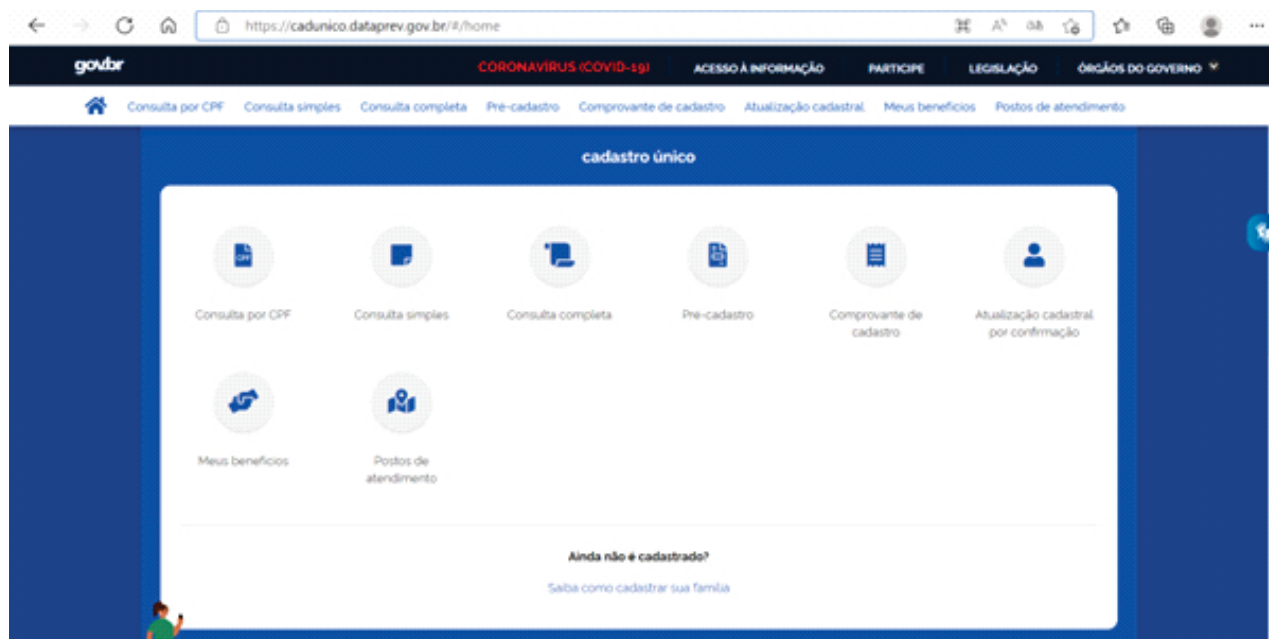 https://cadunico.dataprev.gov.br/#/home
gov.br CORONAVÍRUS (COVID-19) ACESSO À INFORMAÇÃO PARTICIPE LEGISLAÇÃO ÓRGÃOS DO GOVERNO
Consulta por CPF Consulta simples Consulta completa Pré-cadastro Comprovante de cadastro Atualização cadastral Meus benefícios Postos de atendimento
cadastro único
CPF
Consulta por CPF Consulta simples Consulta completa Pré-cadastro Comprovante de cadastro Atualização cadastral por confirmação
Meus benefícios Postos de atendimento
Ainda não é cadastrado?
Saiba como cadastrar sua família